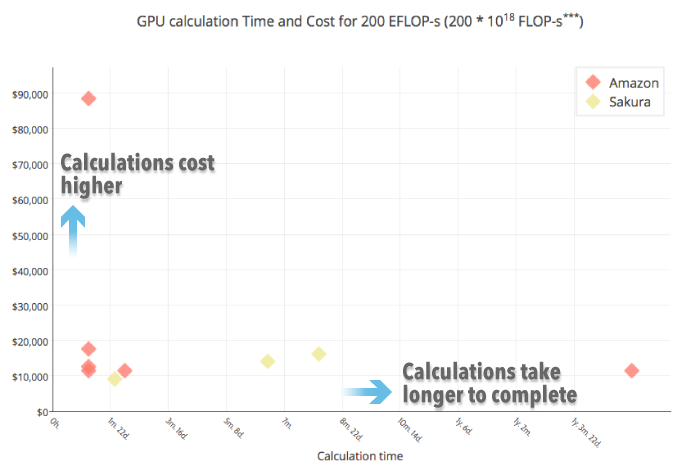 GPU calculation Time and Cost for 200 EFLOP-s (200 * 10^18 FLOP-s***)
Amazon
Sakura
$90,000
$80,000
$70,000
$60,000
$50,000
$40,000
$30,000
$20,000
$10,000
$0
Calculations cost
higher
Calculations take
longer to complete
0h.
1m. 22d.
3m. 16d.
5m. 8d.
7m.
8m. 22d.
10m. 14d.
1y. 6d.
1y. 2m.
1y. 3m. 22d.
Calculation time